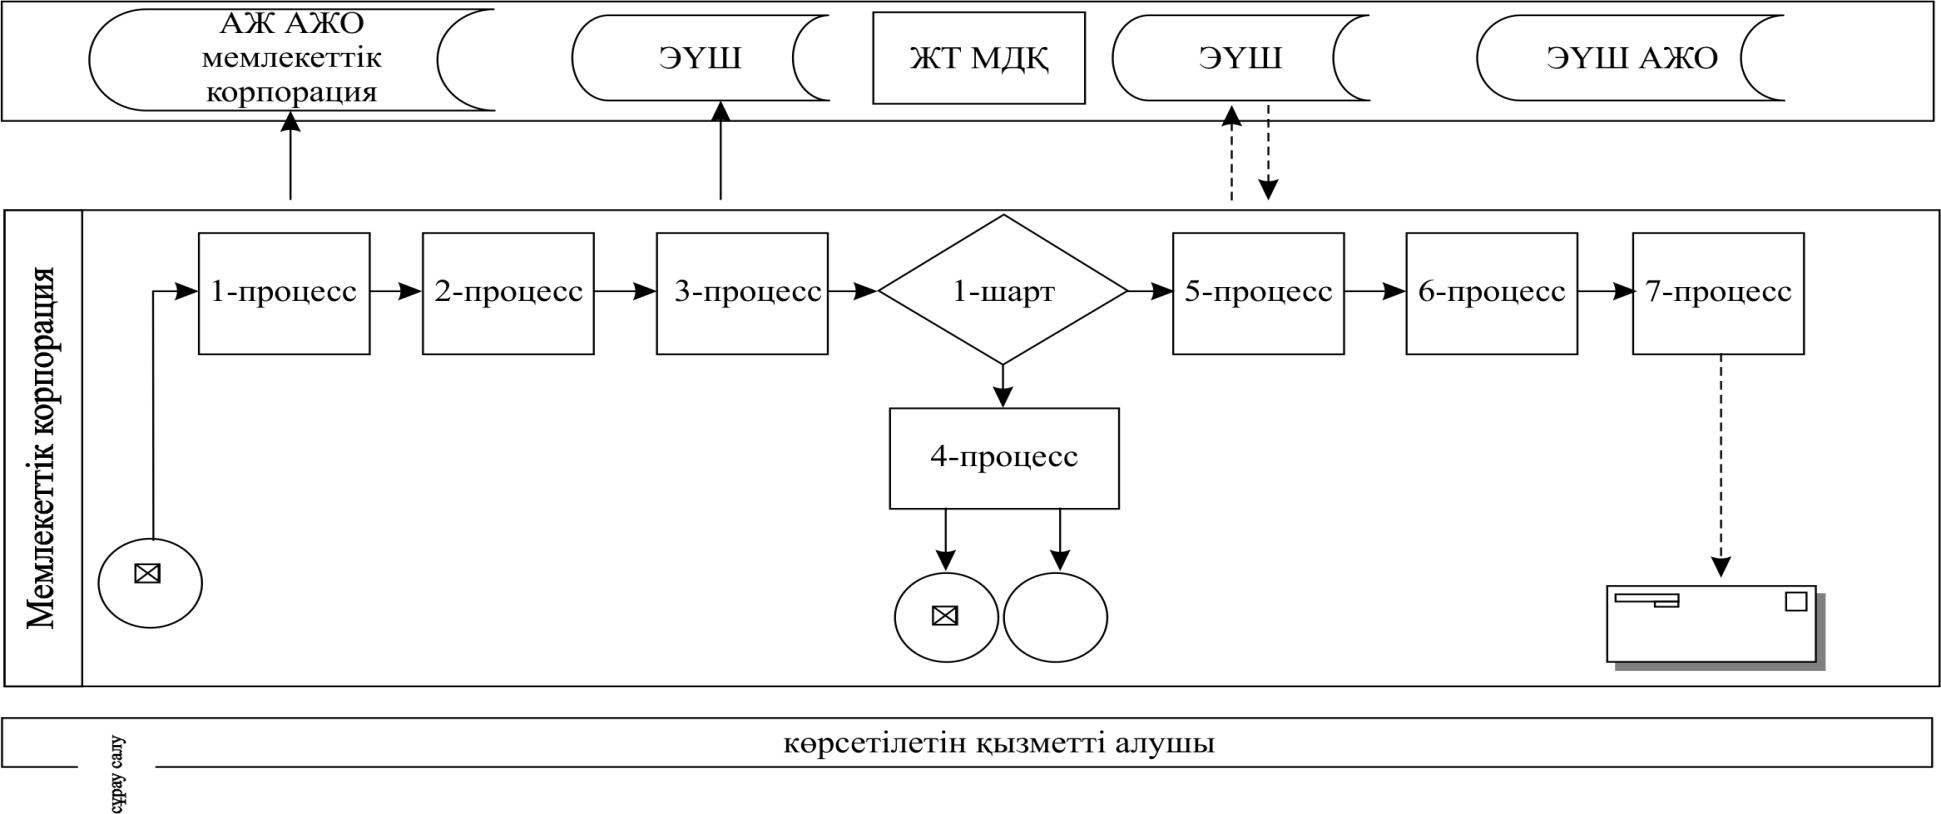 АЖ АЖО
мемлекеттік
корпорация
ЭҮШ
ЖТ МДҚ
ЭҮШ
ЭҮШ АЖО
Мемлекеттік корпорация
1-процесс
2-процесс
3-процесс
1-шарт
5-процесс
6-процесс
7-процесс
4-процесс
көрсетілетін қызметті алушы
сұрау салу